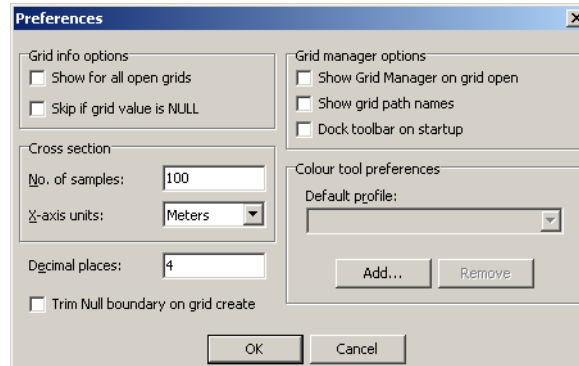 Preferences
Grid info options
Show for all open grids
Skip if grid value is NULL
Cross section
No. of samples: 100
X-axis units: Meters
Decimal places: 4
Trim Null boundary on grid create
Grid manager options
Show Grid Manager on grid open
Show grid path names
Dock toolbar on startup
Colour tool preferences
Default profile:
Add... Remove
OK Cancel